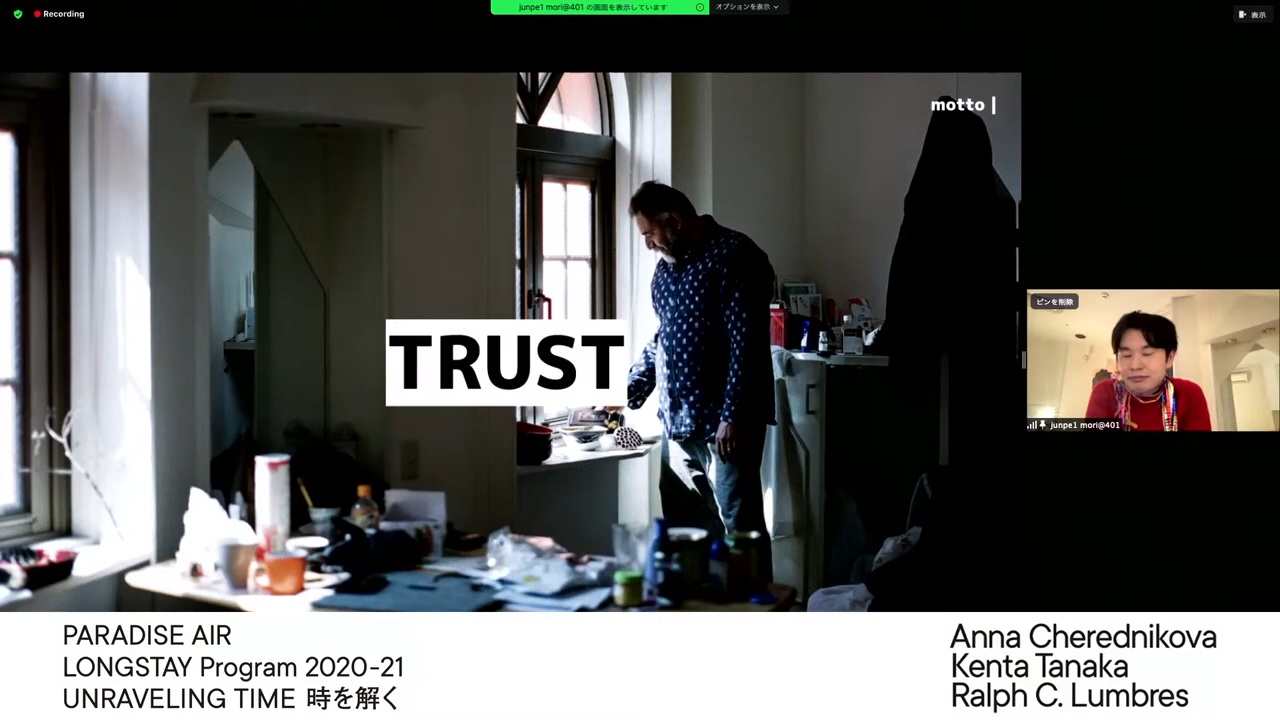 Recording
junpe1 mori@401 の画面を表示しています
オプションを表示
表示
motto |
TRUST
ピンを削除
junpe1 mori@401
PARADISE AIR
LONGSTAY Program 2020-21
UNRAVELING TIME 時を解く
Anna Cherednikova
Kenta Tanaka
Ralph C. Lumbres